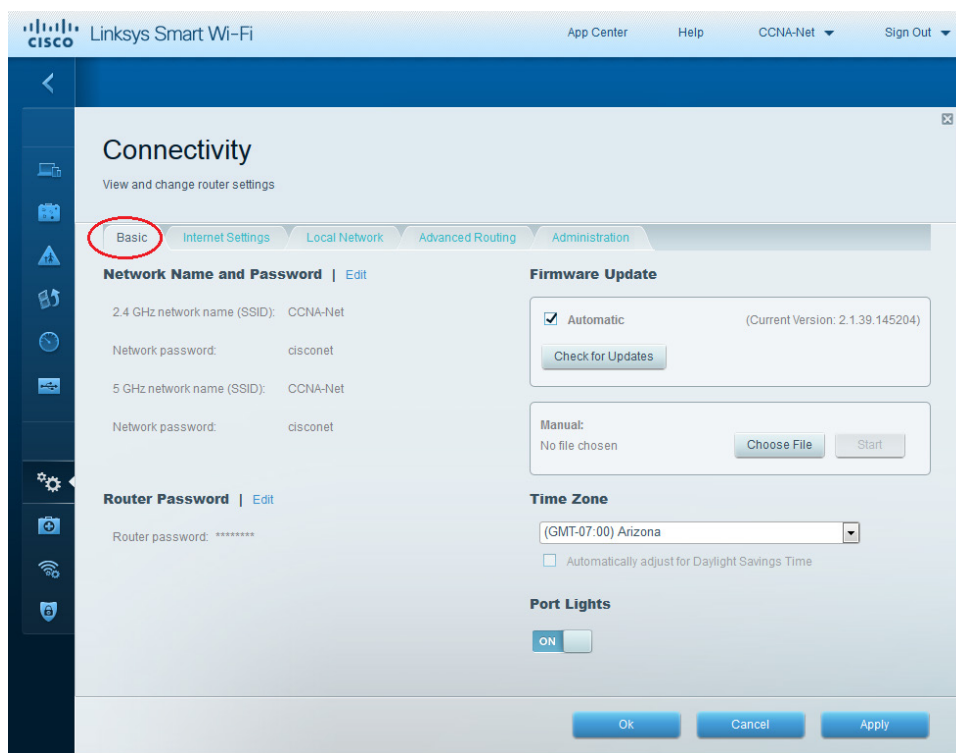 CISCO Linksys Smart Wi-Fi App Center Help CCNA-Net Sign Out
Connectivity
View and change router settings
Basic Internet Settings Local Network Advanced Routing Administration
Network Name and Password | Edit
2.4 GHz network name (SSID): CCNA-Net
Network password: cisconet
5 GHz network name (SSID): CCNA-Net
Network password: cisconet
Router Password | Edit
Router password: ********
Firmware Update
Automatic (Current Version: 2.1.39.145204)
Check for Updates
Manual:
No file chosen Choose File Start
Time Zone
(GMT-07:00) Arizona
Automatically adjust for Daylight Savings Time
Port Lights
ON
Ok Cancel Apply